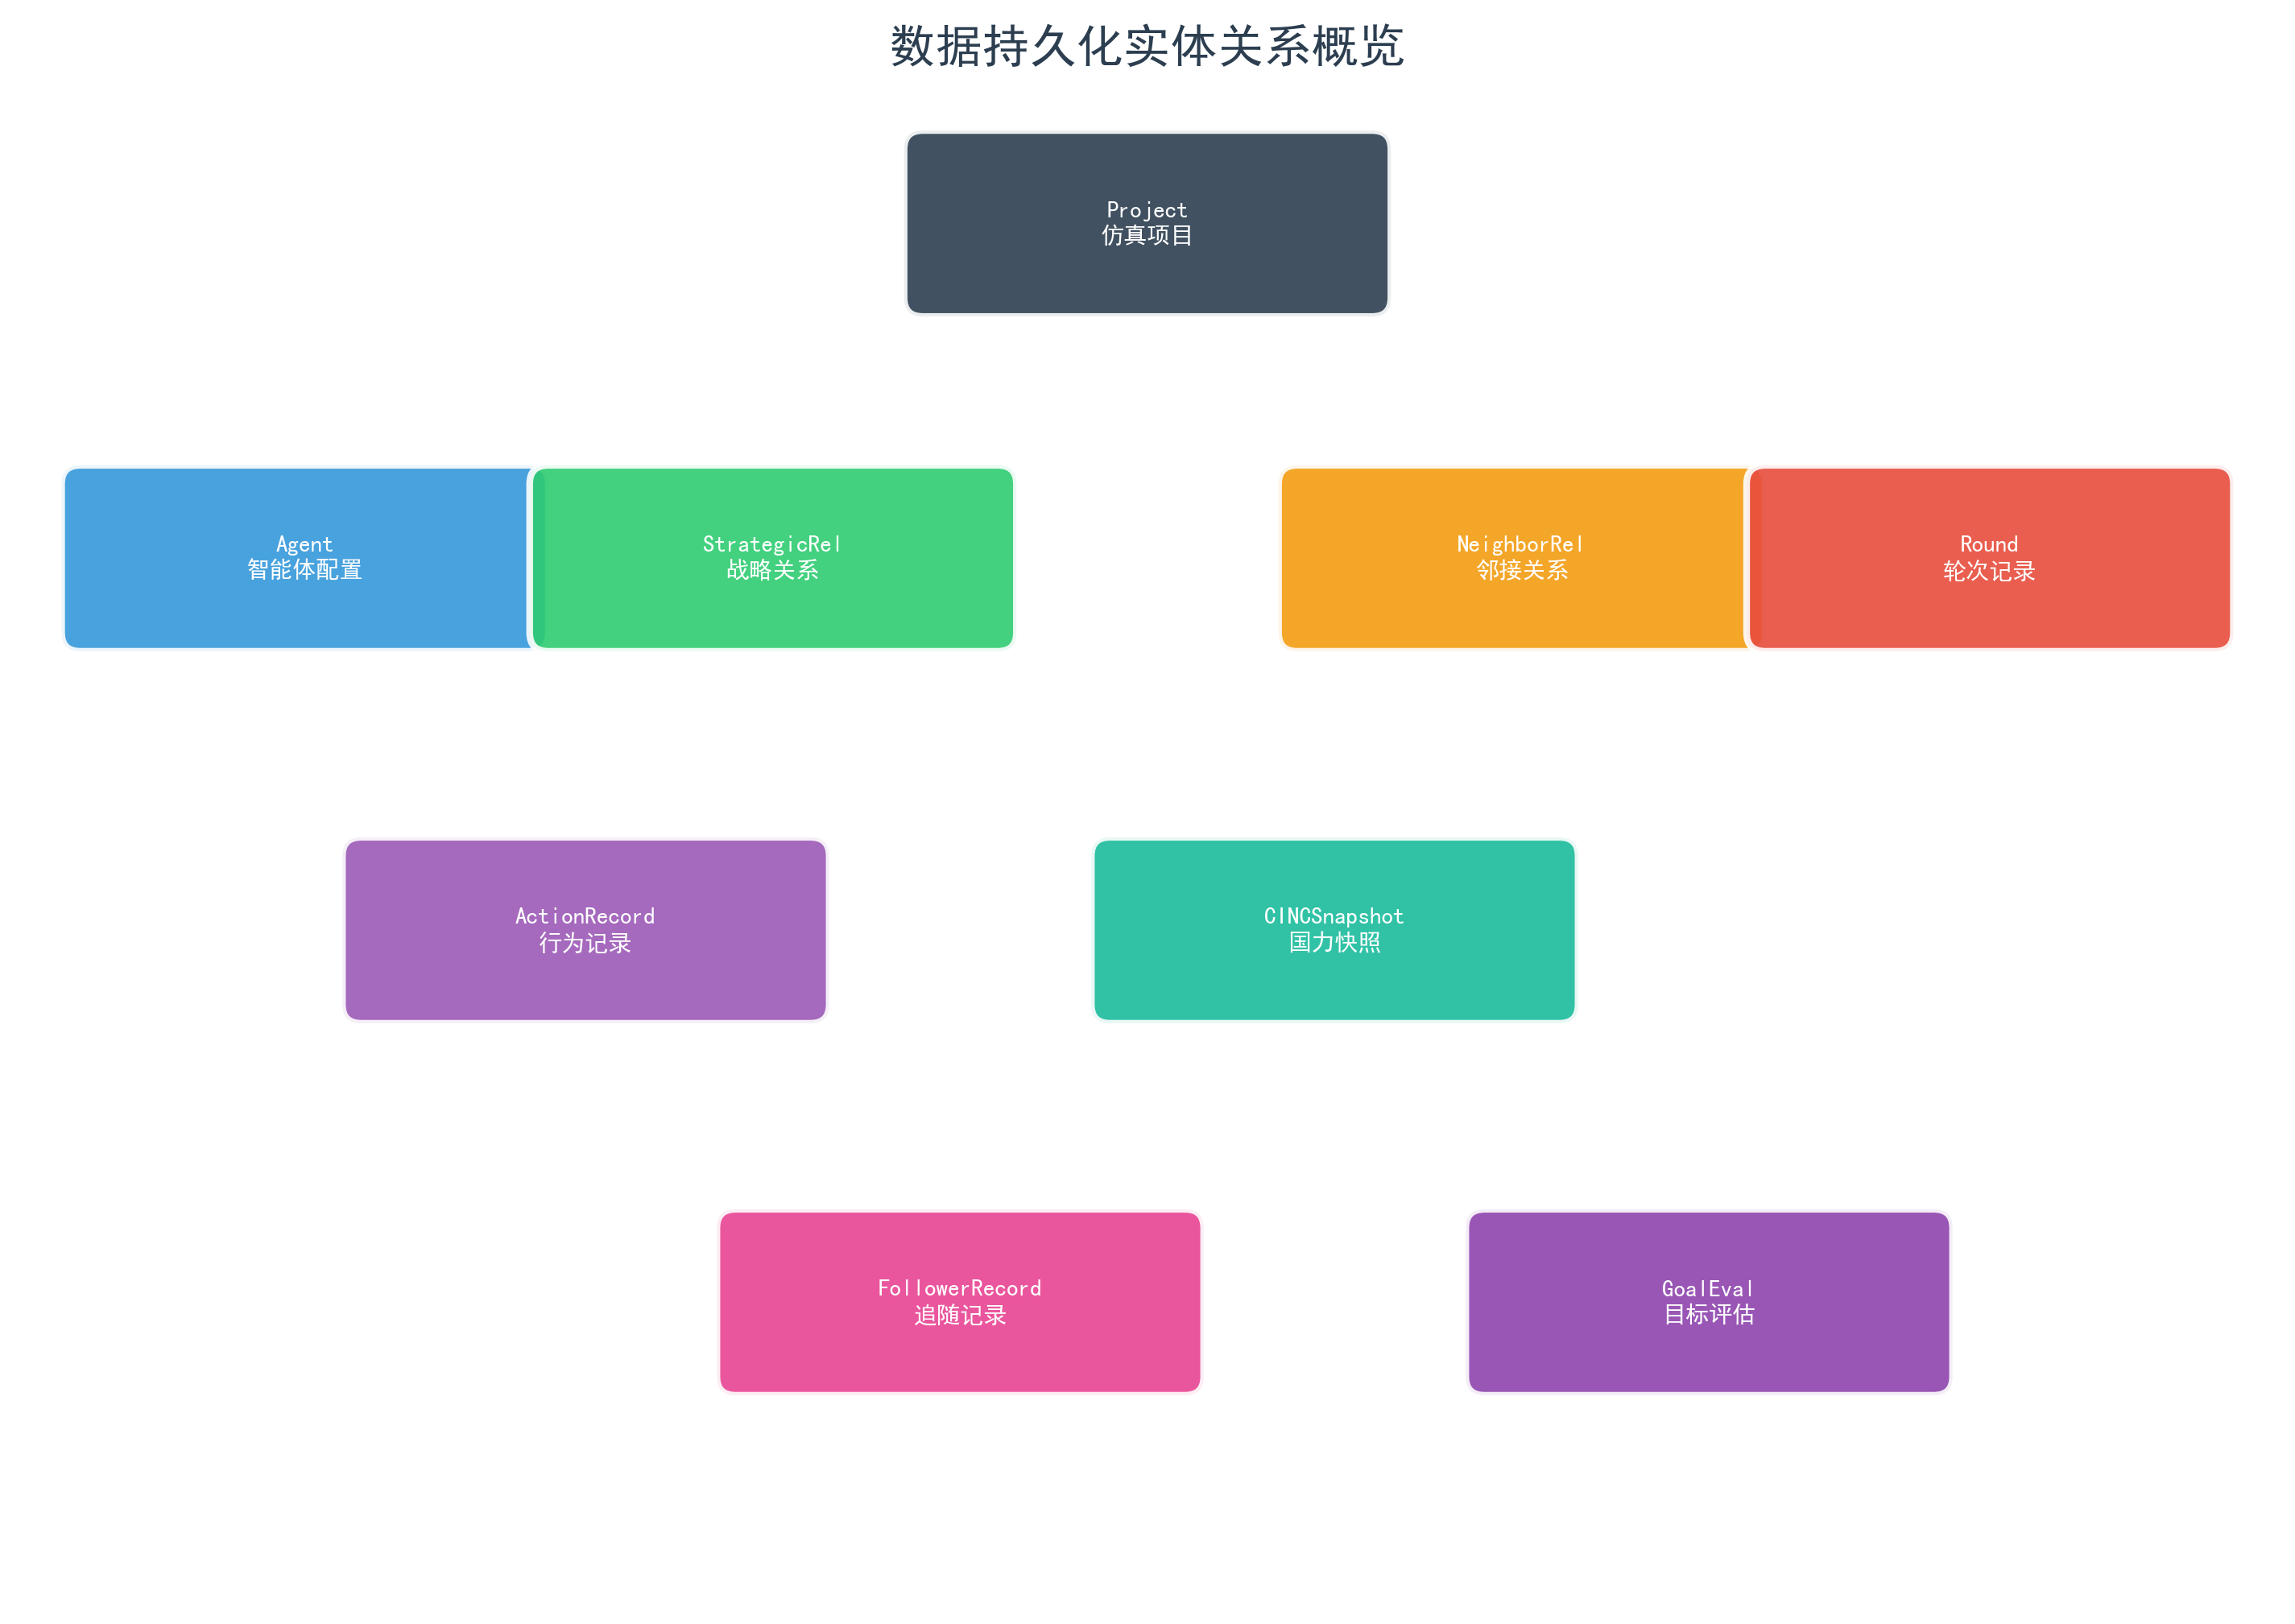 数据持久化实体关系概览
Project
仿真项目
Agent
智能体配置
StrategicRel
战略关系
NeighborRel
邻接关系
Round
轮次记录
ActionRecord
行为记录
CINCSnapshot
国力快照
FollowerRecord
追随记录
GoalEval
目标评估